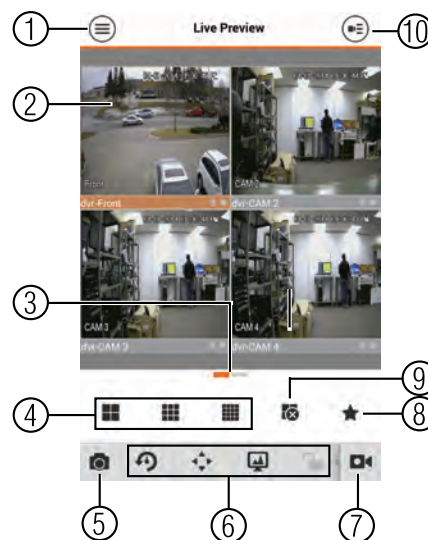 1
Live Preview
10
2
Front
CAM 2
dvr-Front
dvr-CAM 2
3
CAM 3
CAM 4
dvr-CAM 3
dvr-CAM 4
9
4
8
5
6
7